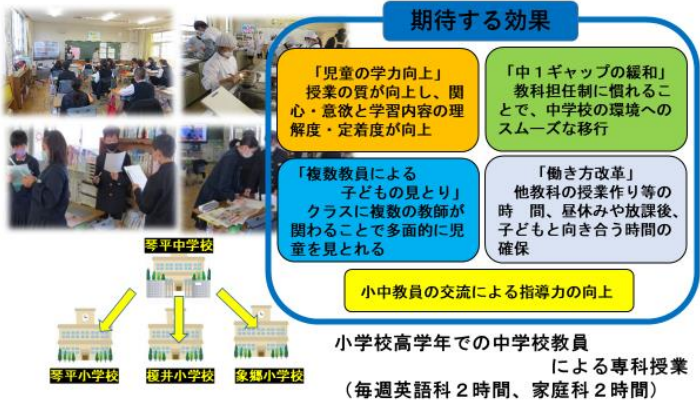 期待する効果
「児童の学力向上」
授業の質が向上し、関
心・意欲と学習内容の理
解度・定着度が向上
「中１ギャップの緩和」
教科担任制に慣れるこ
とで、中学校の環境への
スムーズな移行
「複数教員による
子どもの見とり」
クラスに複数の教師が
関わることで多面的に児
童を見とれる
「働き方改革」
他教科の授業作り等の
時　間、昼休みや放課後、
子どもと向き合う時間の
確保
小中教員の交流による指導力の向上
琴平中学校
琴平小学校
榎井小学校
象郷小学校
小学校高学年での中学校教員
による専科授業
（毎週英語科２時間、家庭科２時間）